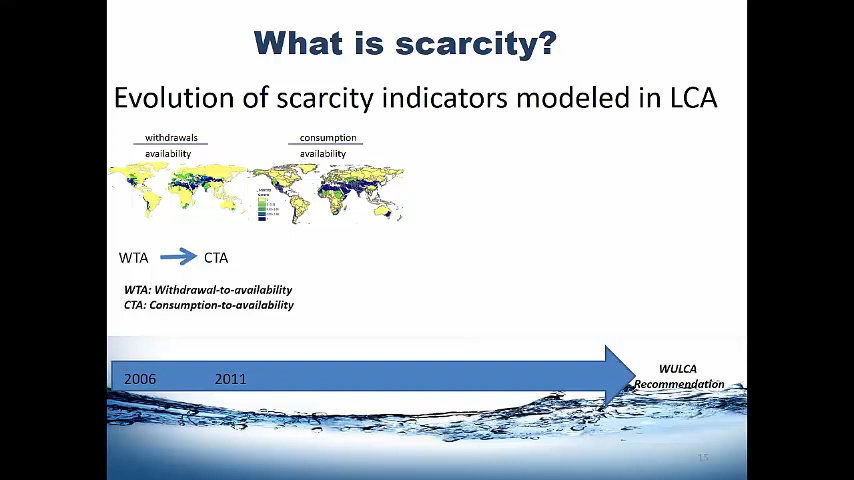 What is scarcity?
Evolution of scarcity indicators modeled in LCA
withdrawals
availability
consumption
availability
WTA
CTA
WTA: Withdrawal-to-availability
CTA: Consumption-to-availability
2006
2011
WULCA
Recommendation
15